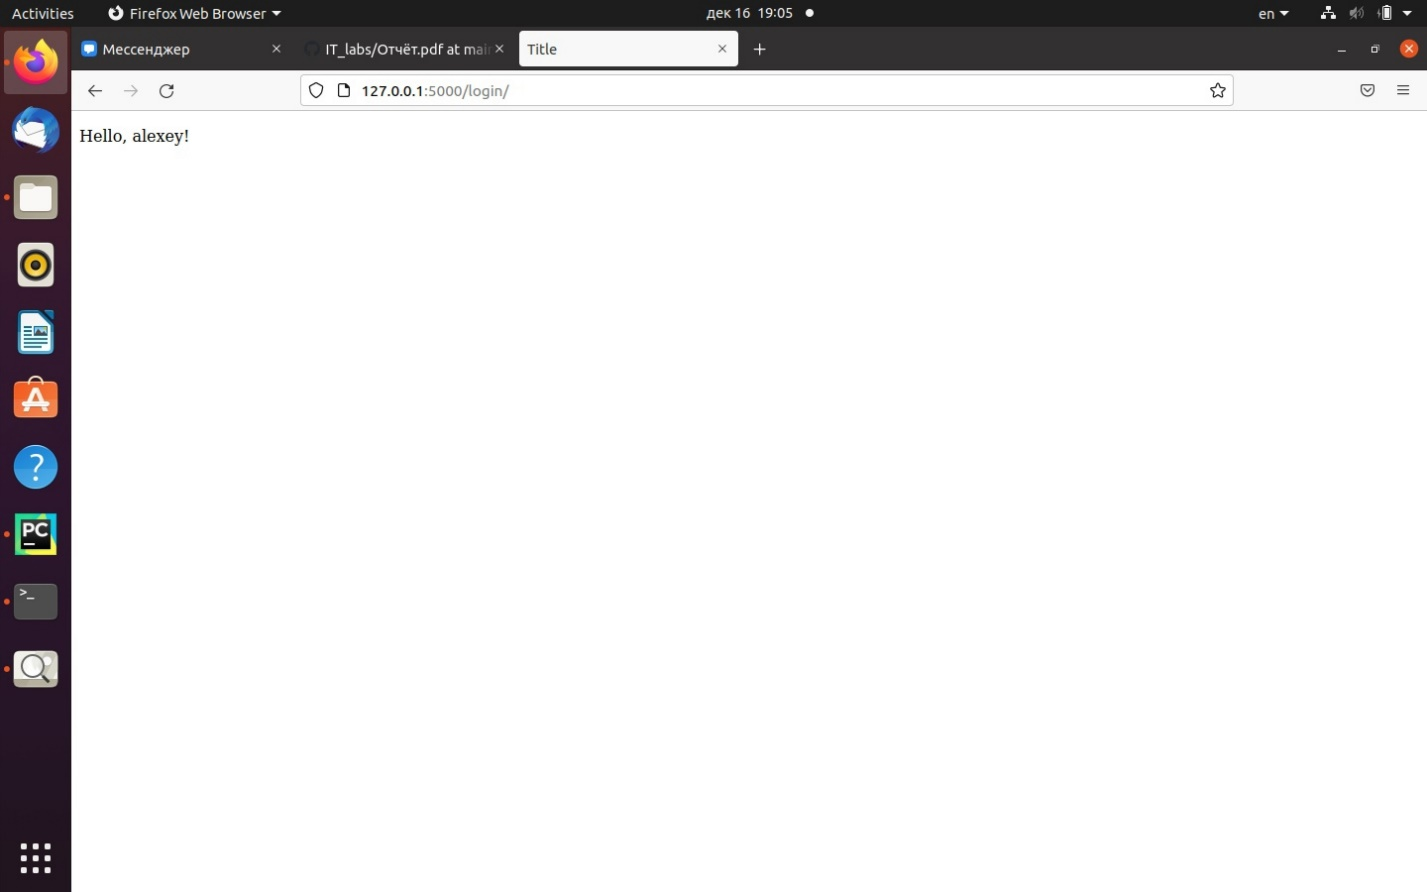 Activities
Firefox Web Browser
дек 16 19:05
en
Мессенджер
IT_labs/Отчёт.pdf at mai
Title
127.0.0.1:5000/login/
Hello, alexey!
PC
>_